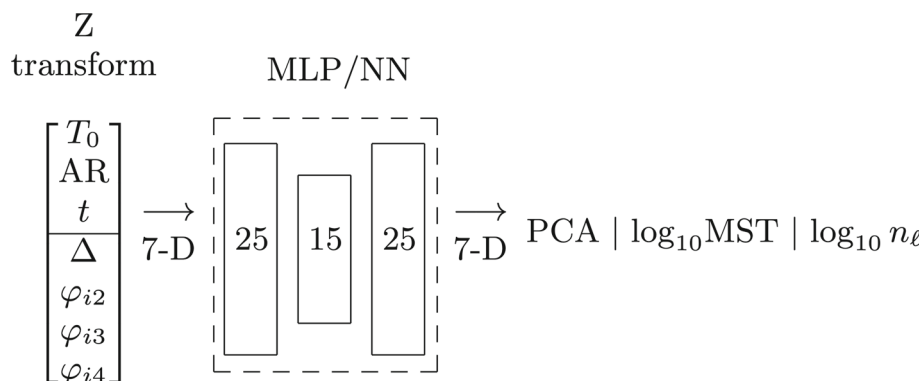 Z
transform
MLP/NN
T₀
AR
t
Δ
φᵢ₂
φᵢ₃
φᵢ₄
→
7-D
25
15
25
→
7-D
PCA | log₁₀MST | log₁₀ nℓ